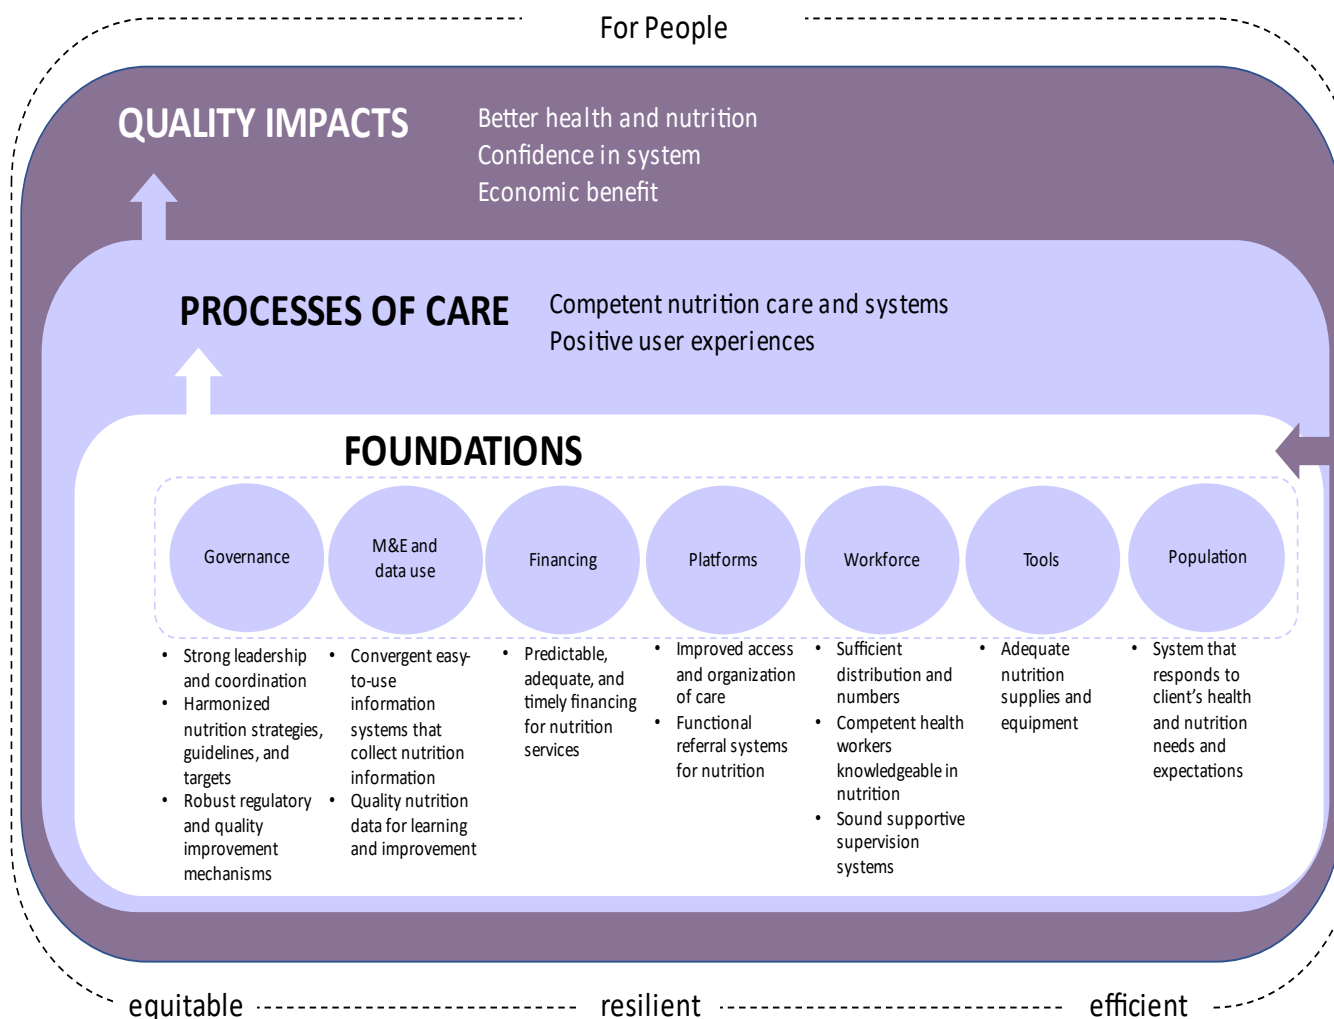 For People
QUALITY IMPACTS
Better health and nutrition
Confidence in system
Economic benefit
PROCESSES OF CARE
Competent nutrition care and systems
Positive user experiences
FOUNDATIONS
Governance
M&E and
data use
Financing
Platforms
Workforce
Tools
Population
• Strong leadership
and coordination
• Harmonized
nutrition strategies,
guidelines, and
targets
• Robust regulatory
and quality
improvement
mechanisms
• Convergent easy-
to-use
information
systems that
collect nutrition
information
• Quality nutrition
data for learning
and improvement
• Predictable,
adequate, and
timely financing
for nutrition
services
• Improved access
and organization
of care
• Functional
referral systems
for nutrition
• Sufficient
distribution and
numbers
• Competent health
workers
knowledgeable in
nutrition
• Sound supportive
supervision
systems
• Adequate
nutrition
supplies and
equipment
• System that
responds to
client’s health
and nutrition
needs and
expectations
equitable
resilient
efficient